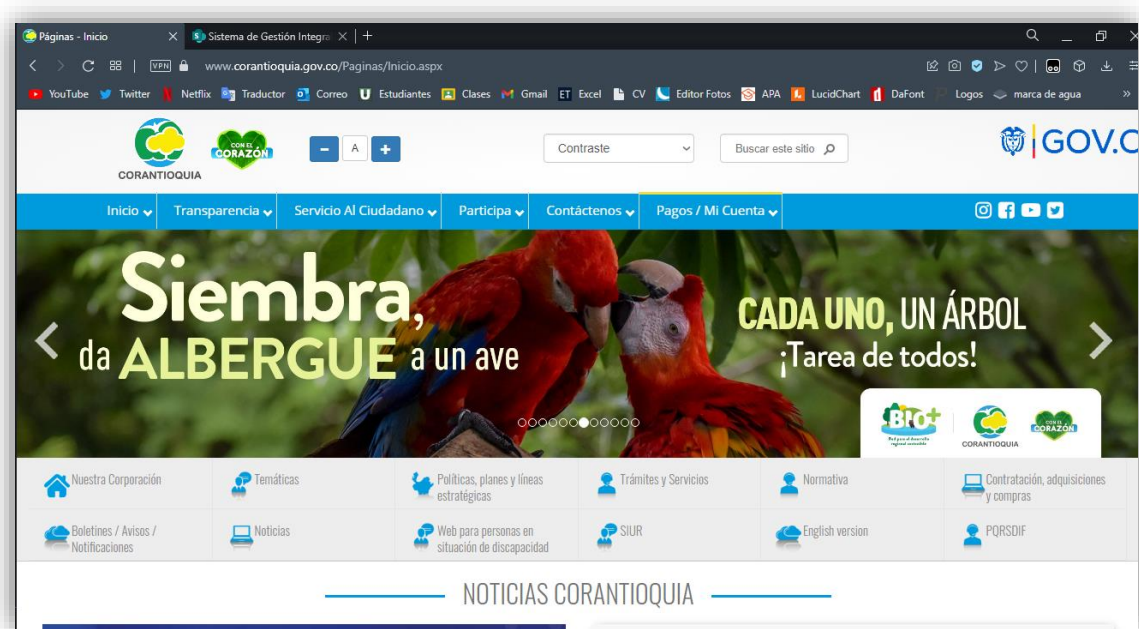 Páginas - Inicio
Sistema de Gestión Integral
VPN
www.corantioquia.gov.co/Paginas/Inicio.aspx
YouTube Twitter Netflix Traductor Correo Estudiantes Clases Gmail Excel CV Editor Fotos APA LucidChart DaFont Logos marca de agua
CORANTIOQUIA
CON EL
CORAZÓN
- A +
Contraste
Buscar este sitio
GOV.C
Inicio Transparencia Servicio Al Ciudadano Participa Contáctenos Pagos / Mi Cuenta
Siembra,
da ALBERGUE a un ave
CADA UNO, UN ÁRBOL
¡Tarea de todos!
BIO+
CORANTIOQUIA
CON EL
CORAZÓN
Nuestra Corporación
Temáticas
Políticas, planes y líneas
estratégicas
Trámites y Servicios
Normativa
Contratación, adquisiciones
y compras
Boletines / Avisos /
Notificaciones
Noticias
Web para personas en
situación de discapacidad
SIUR
English version
PQRSDIF
NOTICIAS CORANTIOQUIA